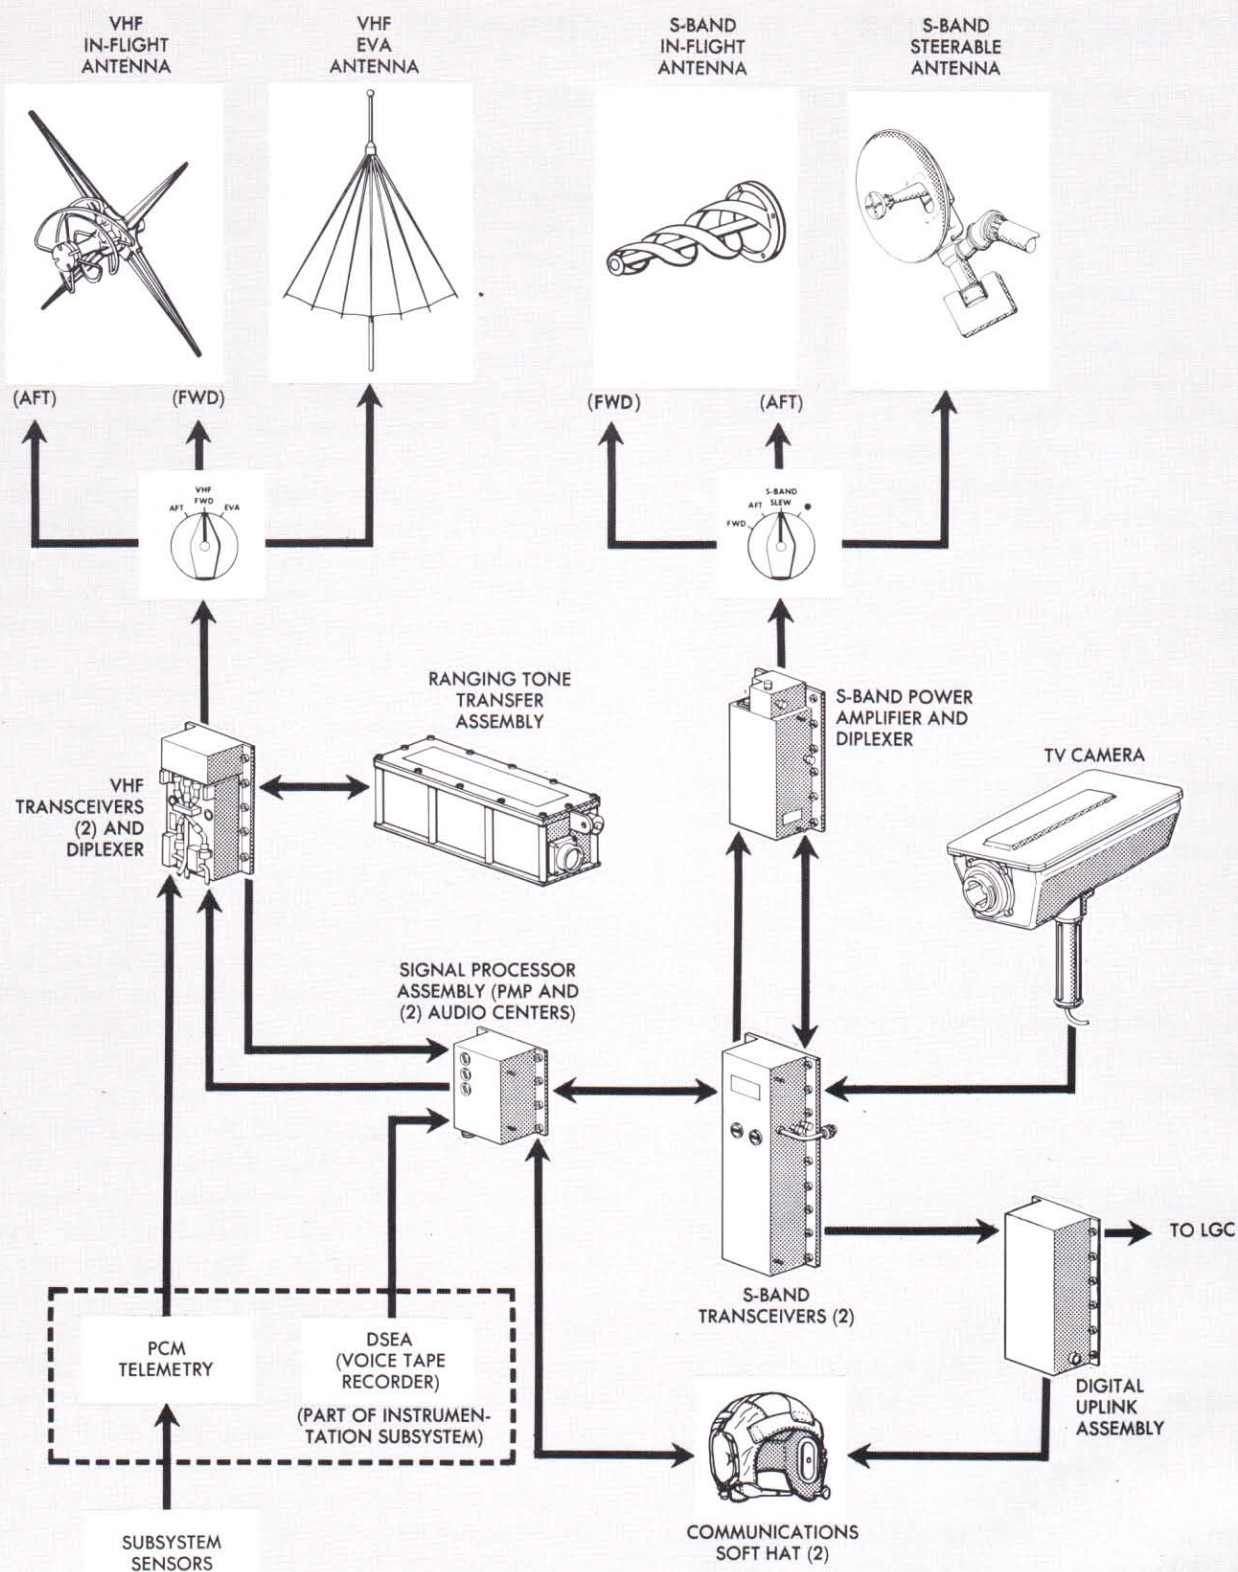 VHF
IN-FLIGHT
ANTENNA
VHF
EVA
ANTENNA
S-BAND
IN-FLIGHT
ANTENNA
S-BAND
STEERABLE
ANTENNA
(AFT)
(FWD)
(FWD)
(AFT)
VHF
FWD
AFT
EVA
S-BAND
SLEW
AFT
FWD
RANGING TONE
TRANSFER
ASSEMBLY
S-BAND POWER
AMPLIFIER AND
DIPLEXER
TV CAMERA
VHF
TRANSCEIVERS
(2) AND
DIPLEXER
SIGNAL PROCESSOR
ASSEMBLY (PMP AND
(2) AUDIO CENTERS)
TO LGC
S-BAND
TRANSCEIVERS (2)
PCM
TELEMETRY
DSEA
(VOICE TAPE
RECORDER)
(PART OF INSTRUMEN-
TATION SUBSYSTEM)
DIGITAL
UPLINK
ASSEMBLY
COMMUNICATIONS
SOFT HAT (2)
SUBSYSTEM
SENSORS